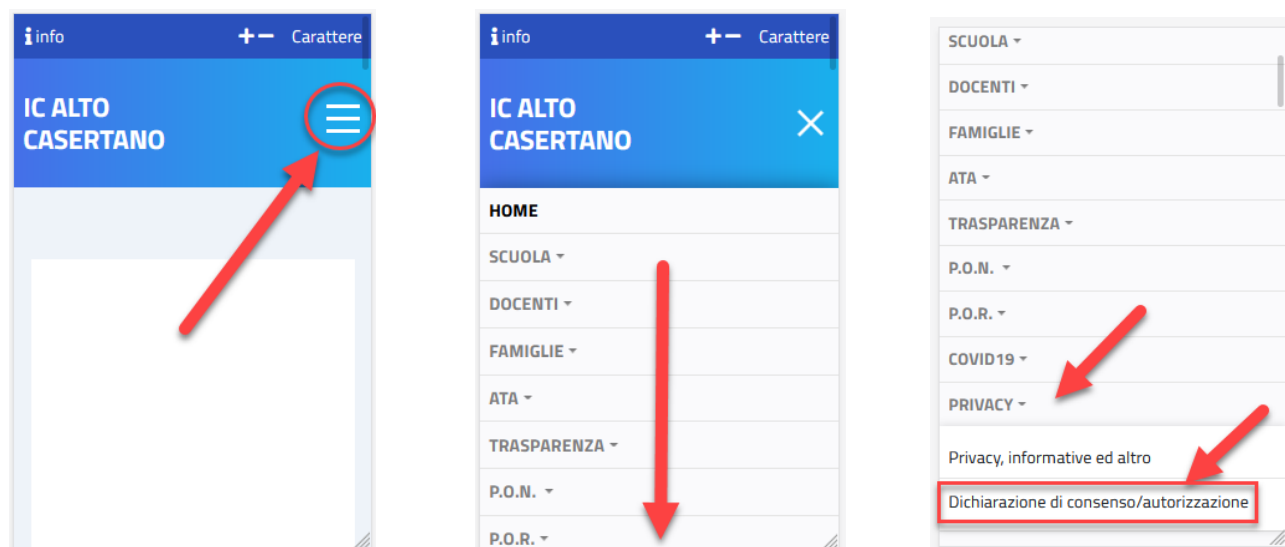 info
+− Carattere
IC ALTO
CASERTANO
info
+− Carattere
IC ALTO
CASERTANO
HOME
SCUOLA
DOCENTI
FAMIGLIE
ATA
TRASPARENZA
P.O.N.
P.O.R.
SCUOLA
DOCENTI
FAMIGLIE
ATA
TRASPARENZA
P.O.N.
P.O.R.
COVID19
PRIVACY
Privacy, informative ed altro
Dichiarazione di consenso/autorizzazione